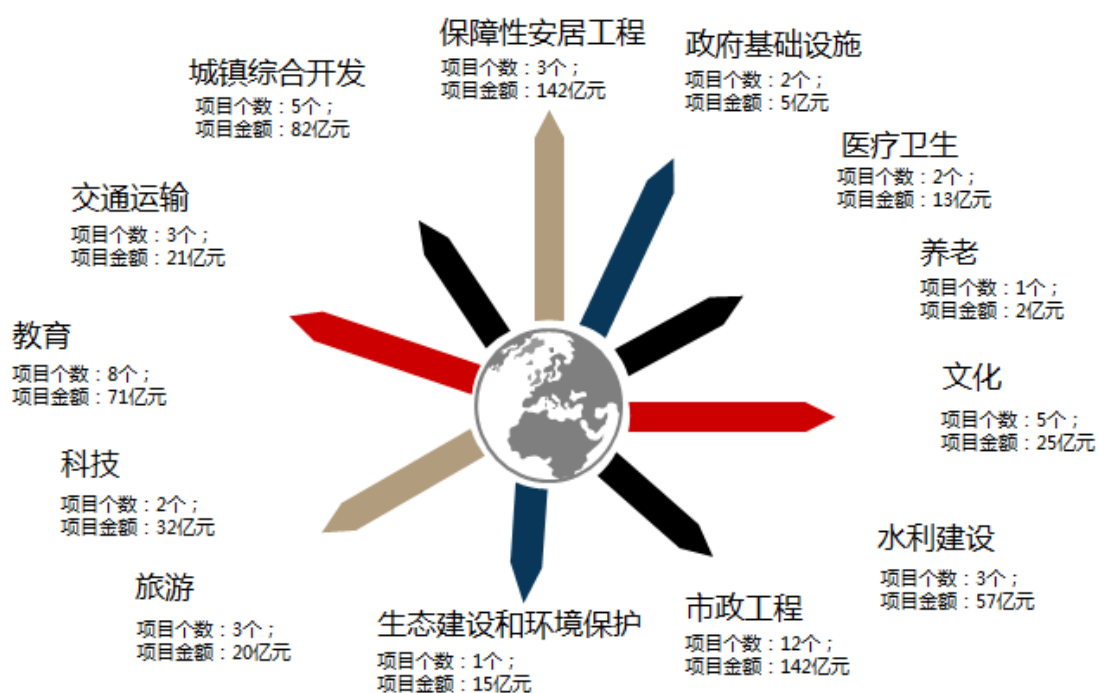 保障性安居工程
项目个数：3个；
项目金额：142亿元
政府基础设施
项目个数：2个；
项目金额：5亿元
城镇综合开发
项目个数：5个；
项目金额：82亿元
医疗卫生
项目个数：2个；
项目金额：13亿元
交通运输
项目个数：3个；
项目金额：21亿元
养老
项目个数：1个；
项目金额：2亿元
教育
项目个数：8个；
项目金额：71亿元
文化
项目个数：5个；
项目金额：25亿元
科技
项目个数：2个；
项目金额：32亿元
水利建设
项目个数：3个；
项目金额：57亿元
旅游
项目个数：3个；
项目金额：20亿元
生态建设和环境保护
项目个数：1个；
项目金额：15亿元
市政工程
项目个数：12个；
项目金额：142亿元